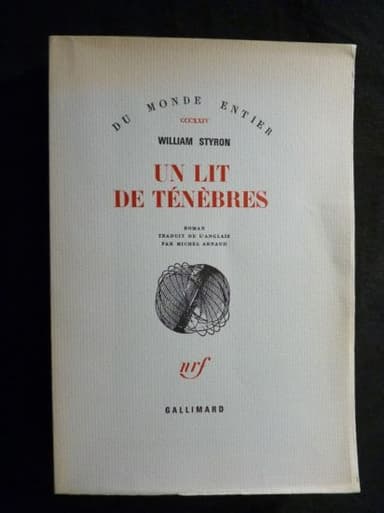 DU MONDE ENTIER
CCCXXIV
WILLIAM STYRON
UN LIT
DE TÉNÈBRES
ROMAN
TRADUIT DE L'ANGLAIS
PAR MICHEL ARNAUD
nrf
GALLIMARD